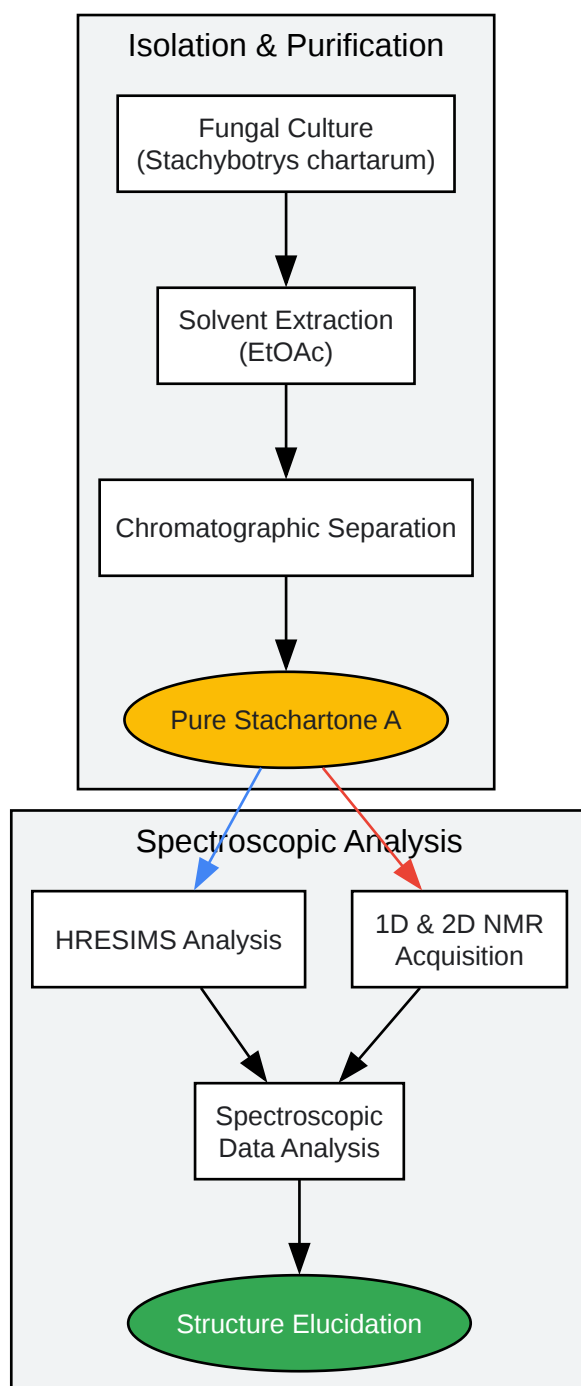 Isolation & Purification
Fungal Culture
(Stachybotrys chartarum)
Solvent Extraction
(EtOAc)
Chromatographic Separation
Pure Stachartone A
Spectroscopic Analysis
HRESIMS Analysis
1D & 2D NMR
Acquisition
Spectroscopic
Data Analysis
Structure Elucidation